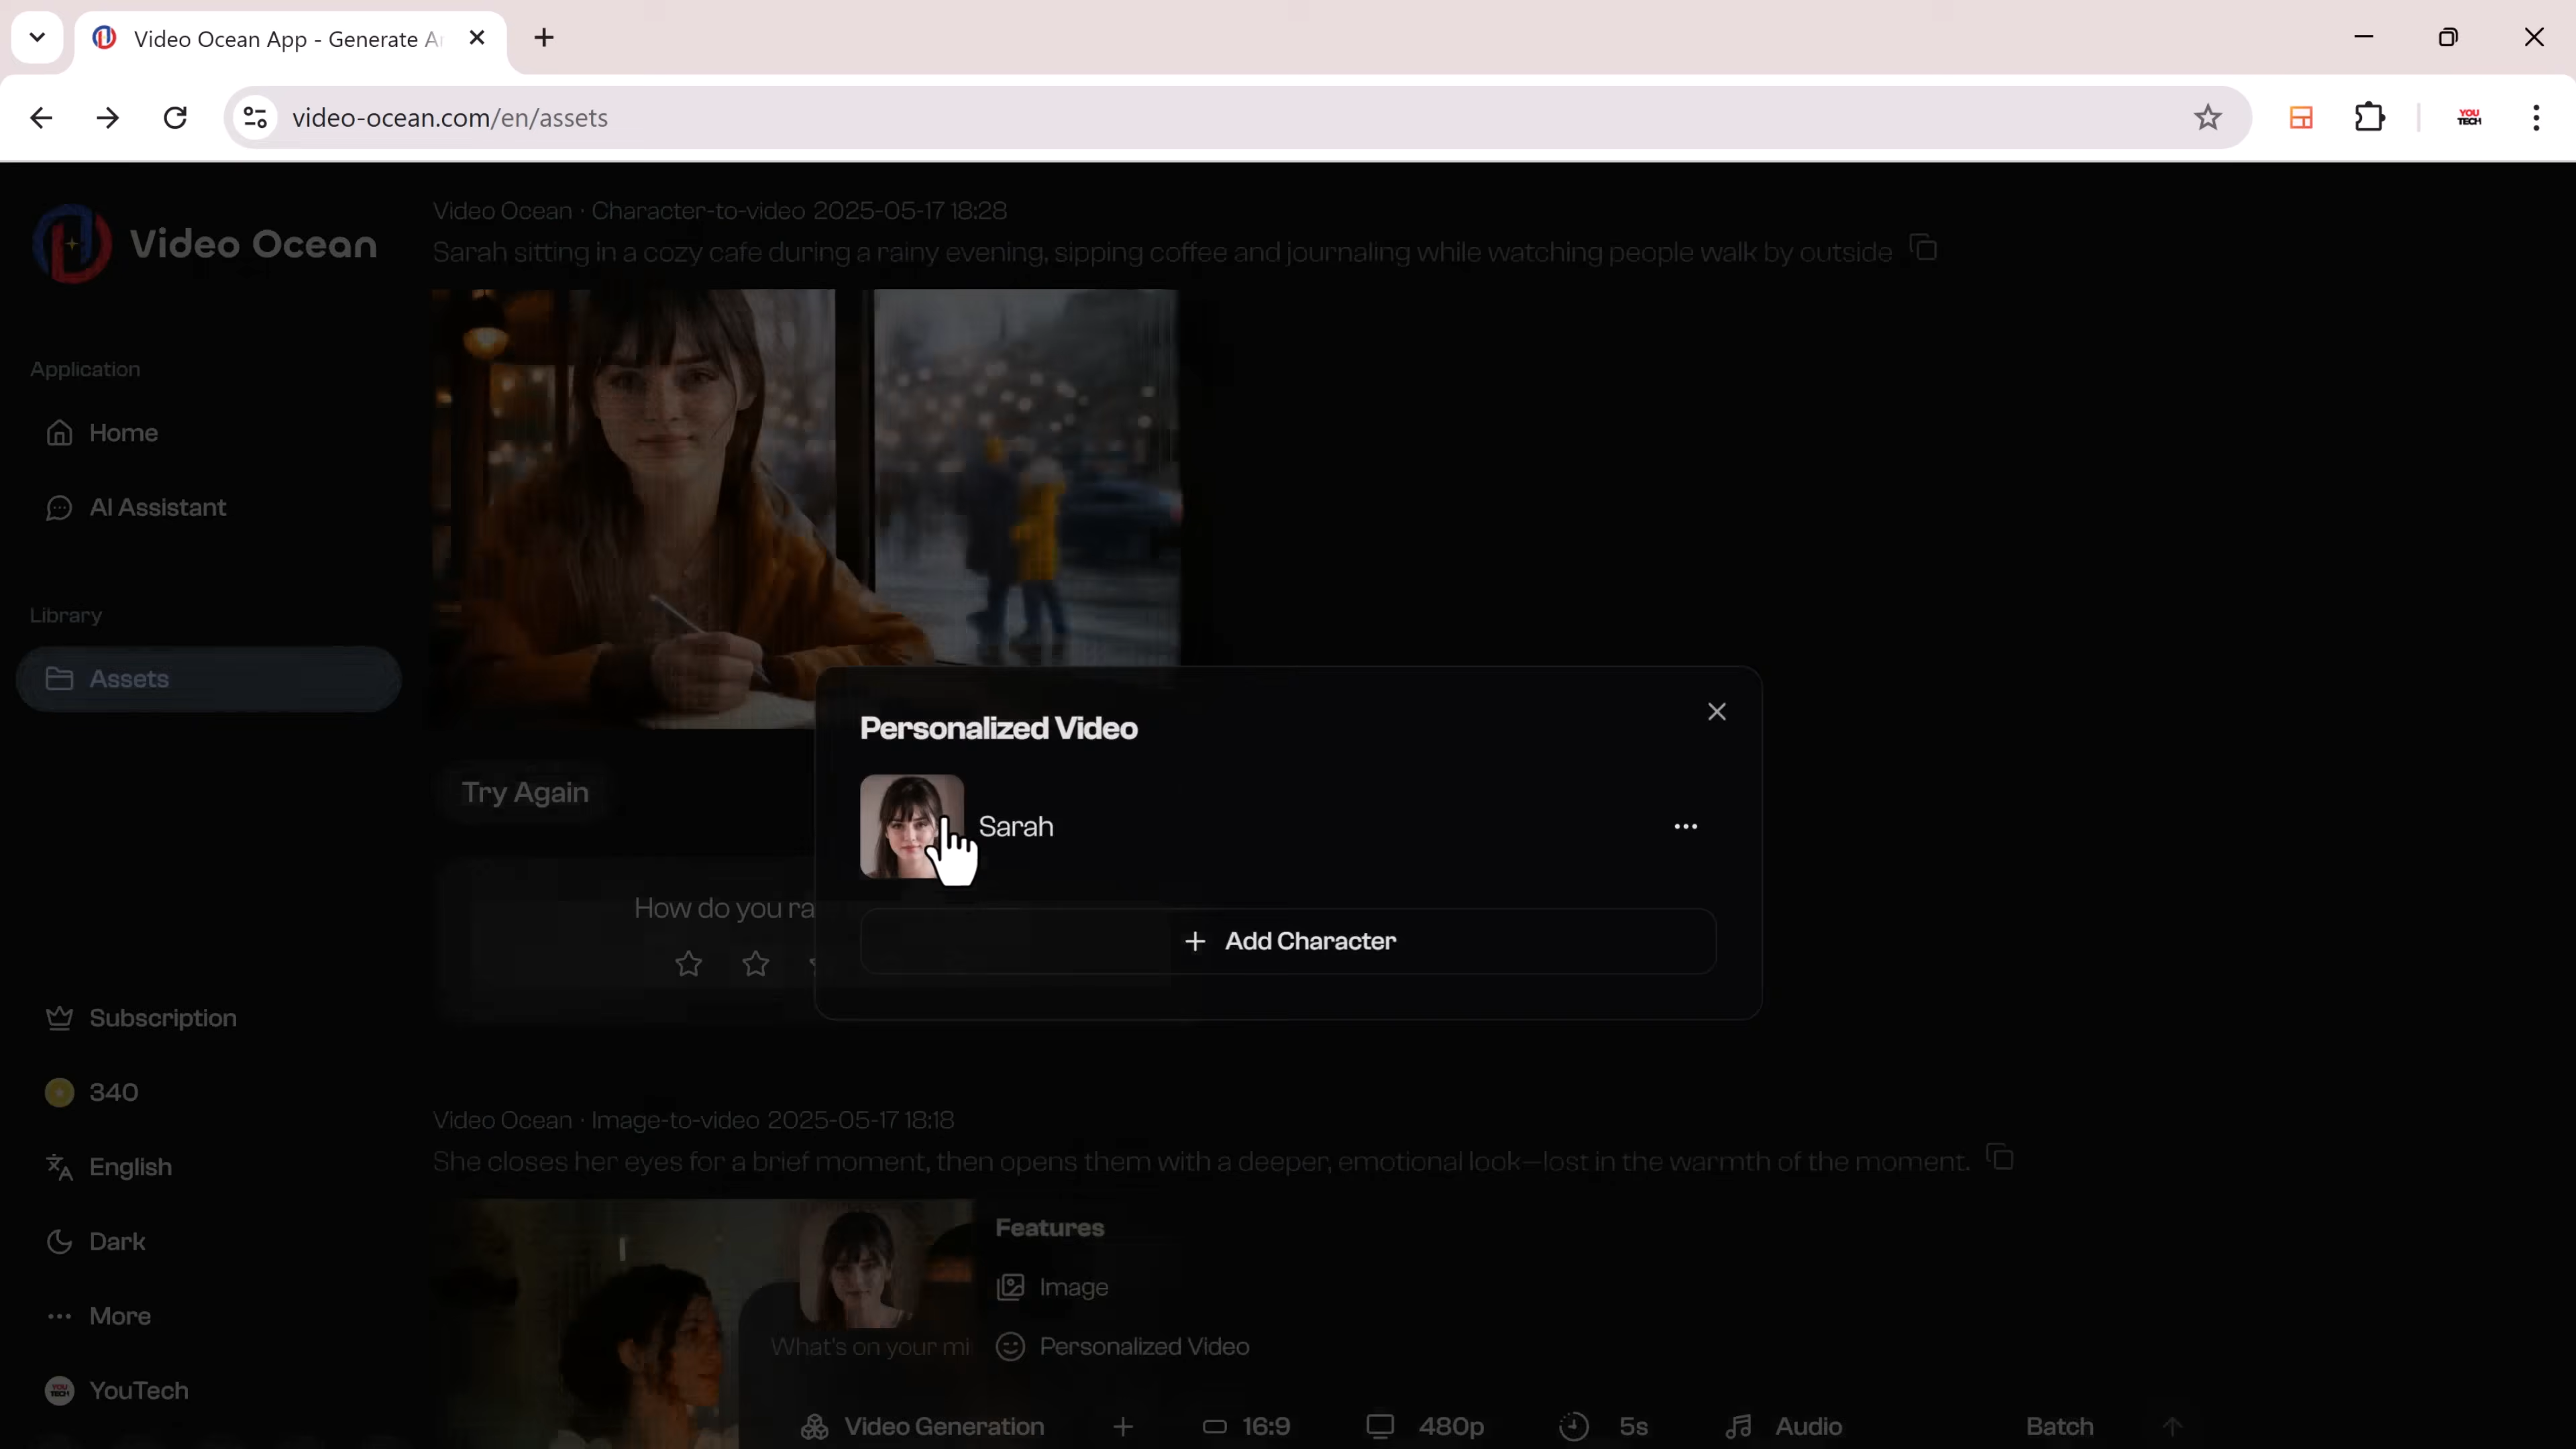 Video Ocean App - Generate A
video-ocean.com/en/assets
YOU TECH
Video Ocean
Application
Home
AI Assistant
Library
Assets
Subscription
340
English
Dark
More
YouTech
Video Ocean · Character-to-video 2025-05-17 18:28
Sarah sitting in a cozy cafe during a rainy evening, sipping coffee and journaling while watching people walk by outside
Try Again
How do you ra
Personalized Video
Sarah
+ Add Character
Video Ocean · Image-to-video 2025-05-17 18:18
She closes her eyes for a brief moment, then opens them with a deeper, emotional look—lost in the warmth of the moment.
Features
Image
Personalized Video
What's on your mi
Video Generation + 16:9 480p 5s Audio Batch